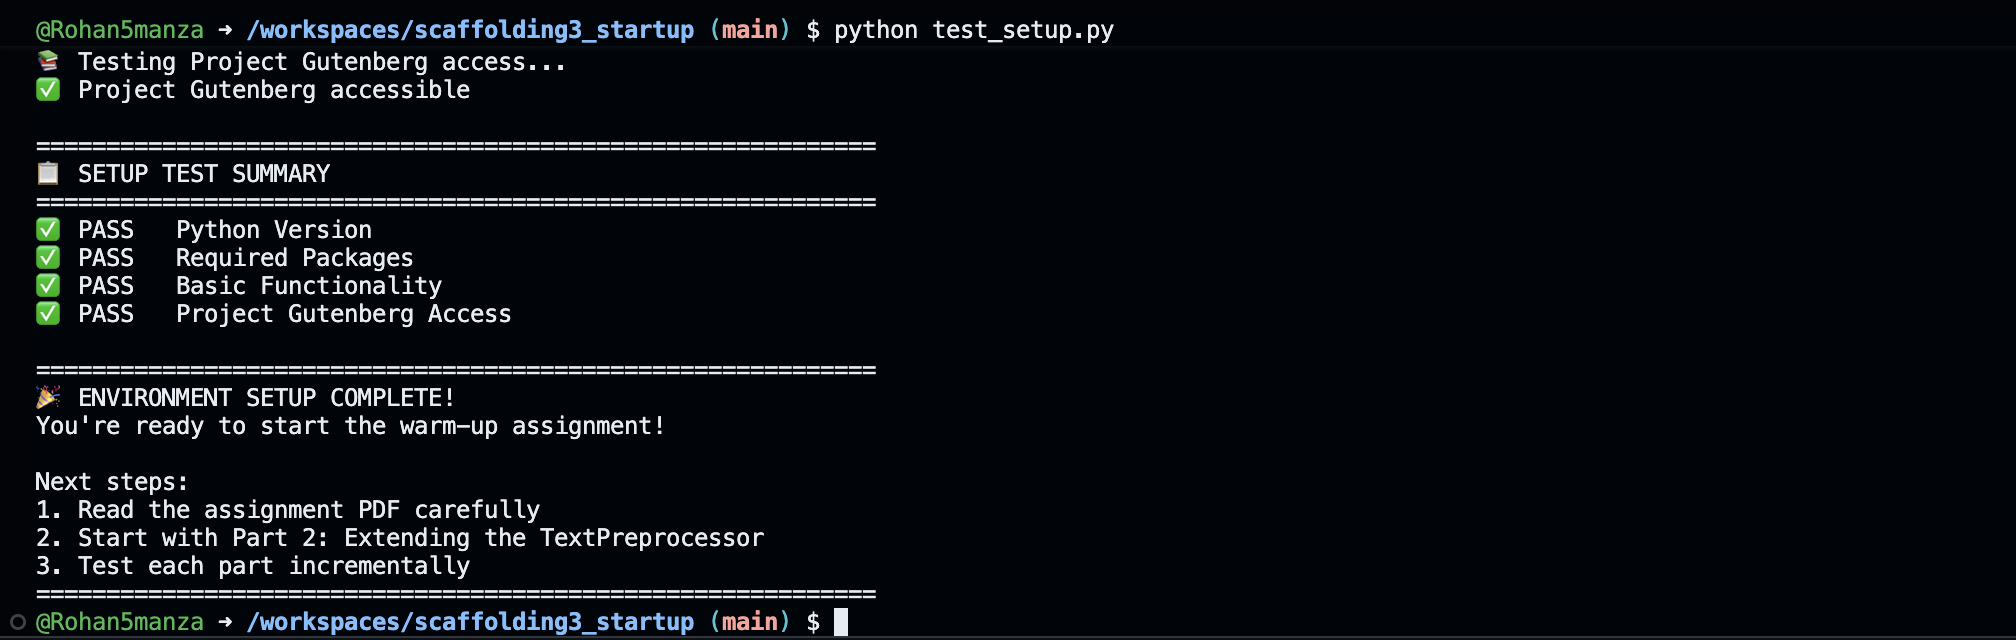 @Rohan5manza ➜ /workspaces/scaffolding3_startup (main) $ python test_setup.py
📚 Testing Project Gutenberg access...
✅ Project Gutenberg accessible
============================================================
📋 SETUP TEST SUMMARY
============================================================
✅ PASS   Python Version
✅ PASS   Required Packages
✅ PASS   Basic Functionality
✅ PASS   Project Gutenberg Access
============================================================
🎉 ENVIRONMENT SETUP COMPLETE!
You're ready to start the warm-up assignment!
Next steps:
1. Read the assignment PDF carefully
2. Start with Part 2: Extending the TextPreprocessor
3. Test each part incrementally
============================================================
@Rohan5manza ➜ /workspaces/scaffolding3_startup (main) $